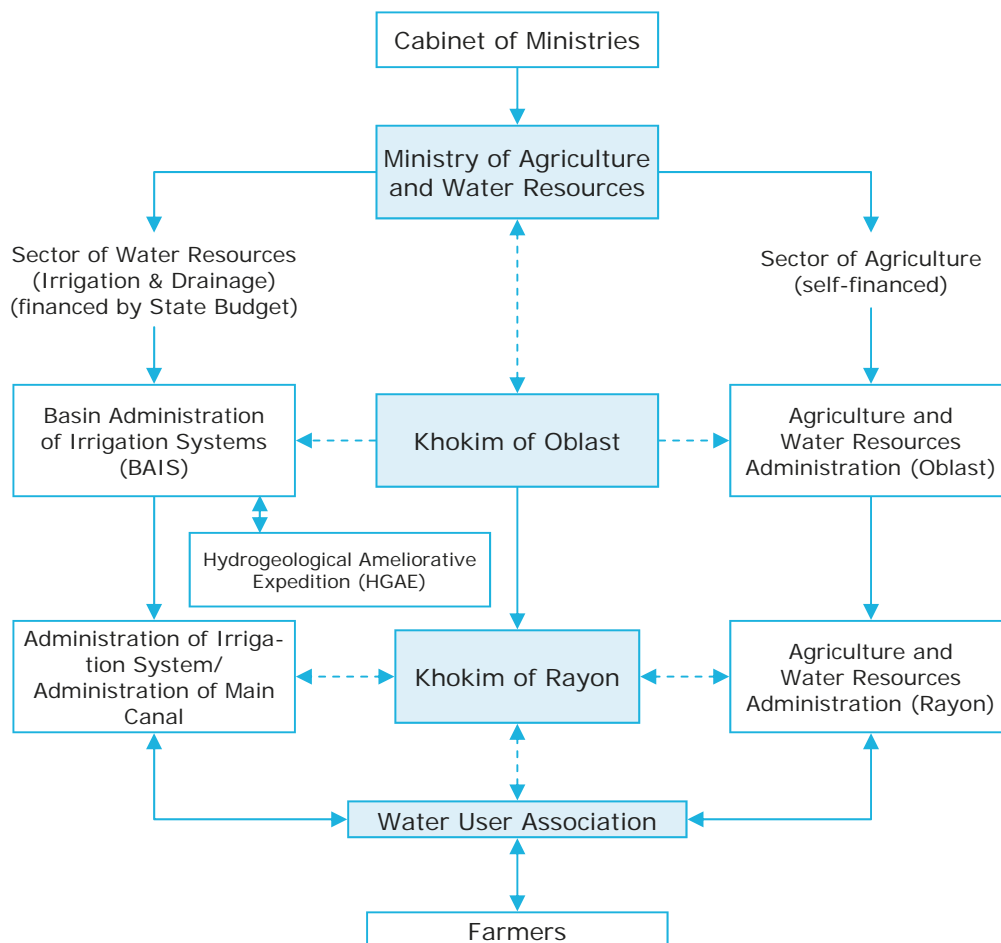 Cabinet of Ministries
Ministry of Agriculture
and Water Resources
Sector of Water Resources
(Irrigation & Drainage)
(financed by State Budget)
Sector of Agriculture
(self-financed)
Basin Administration
of Irrigation Systems
(BAIS)
Khokim of Oblast
Agriculture and
Water Resources
Administration (Oblast)
Hydrogeological Ameliorative
Expedition (HGAE)
Administration of Irriga-
tion System/
Administration of Main
Canal
Khokim of Rayon
Agriculture and
Water Resources
Administration (Rayon)
Water User Association
Farmers